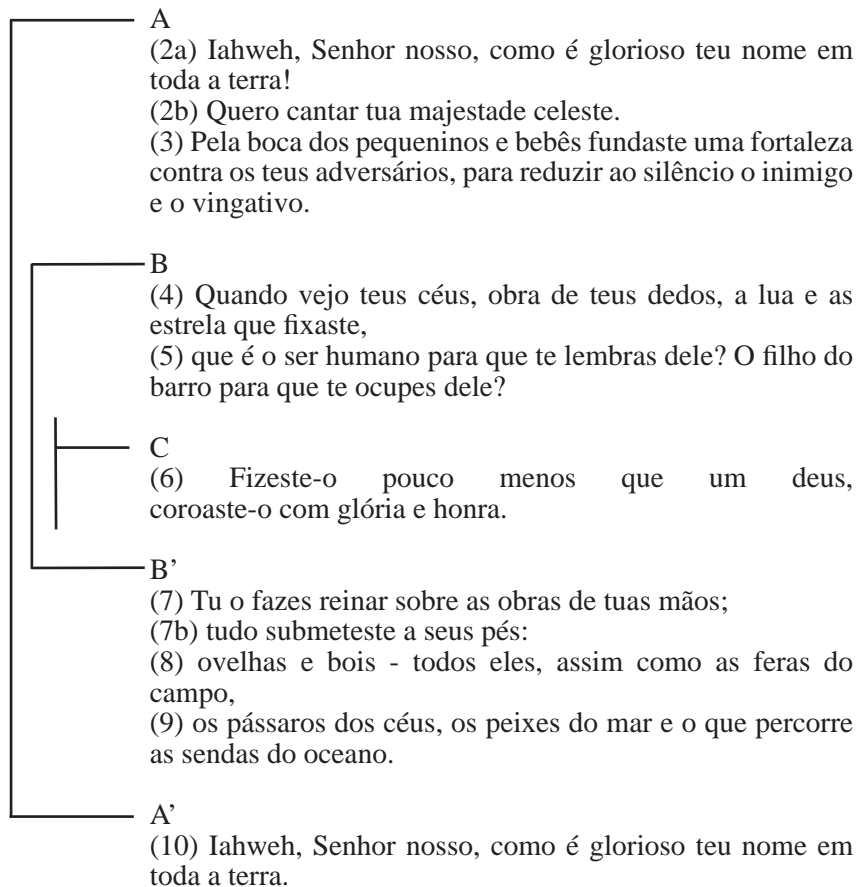 A
(2a) Iahweh, Senhor nosso, como é glorioso teu nome em
toda a terra!
(2b) Quero cantar tua majestade celeste.
(3) Pela boca dos pequeninos e bebês fundaste uma fortaleza
contra os teus adversários, para reduzir ao silêncio o inimigo
e o vingativo.
B
(4) Quando vejo teus céus, obra de teus dedos, a lua e as
estrela que fixaste,
(5) que é o ser humano para que te lembras dele? O filho do
barro para que te ocupes dele?
C
(6) Fizeste-o pouco menos que um deus,
coroaste-o com glória e honra.
B’
(7) Tu o fazes reinar sobre as obras de tuas mãos;
(7b) tudo submeteste a seus pés:
(8) ovelhas e bois - todos eles, assim como as feras do
campo,
(9) os pássaros dos céus, os peixes do mar e o que percorre
as sendas do oceano.
A’
(10) Iahweh, Senhor nosso, como é glorioso teu nome em
toda a terra.